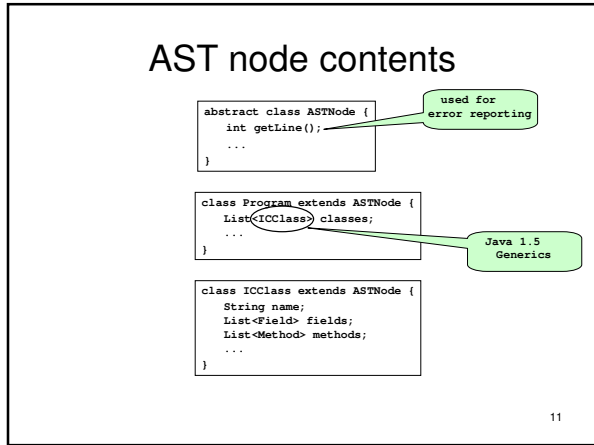 AST node contents
abstract class ASTNode {
int getLine();
...
}
used for
error reporting
class Program extends ASTNode {
List<ICClass> classes;
...
}
Java 1.5
Generics
class ICClass extends ASTNode {
String name;
List<Field> fields;
List<Method> methods;
...
}
11